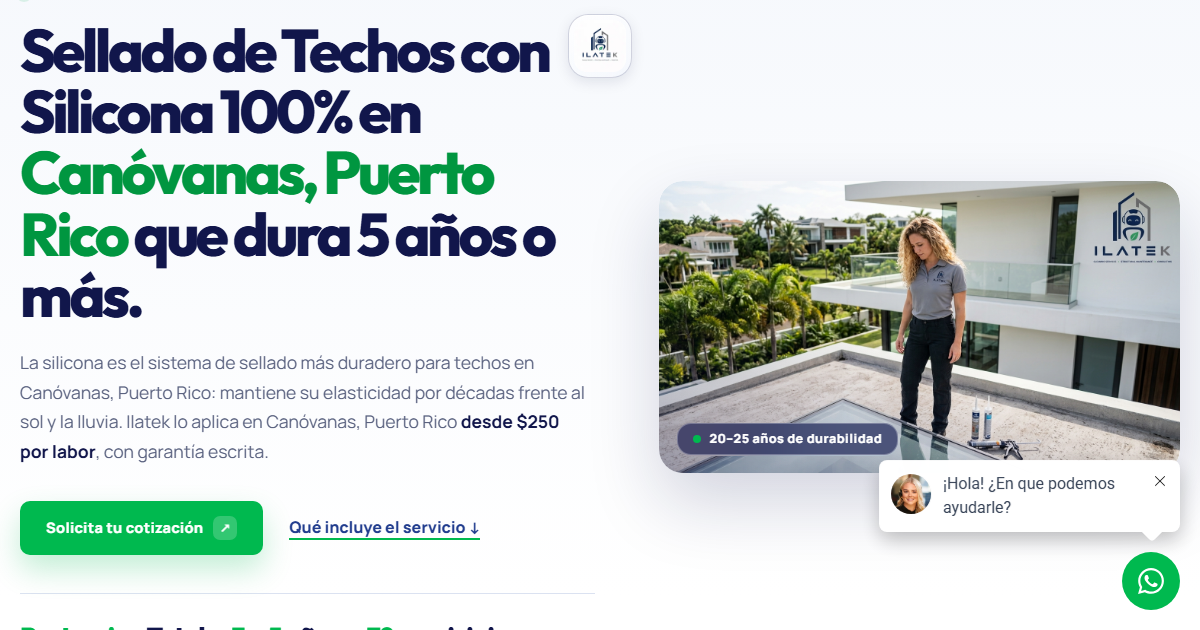 Sellado de Techos con
Silicona 100% en
Canóvanas, Puerto
Rico que dura 5 años o
más.
ILATEK
La silicona es el sistema de sellado más duradero para techos en
Canóvanas, Puerto Rico: mantiene su elasticidad por décadas frente al
sol y la lluvia. Ilatek lo aplica en Canóvanas, Puerto Rico desde $250
por labor, con garantía escrita.
Solicita tu cotización ↗
Qué incluye el servicio ↓
ILATEK
20–25 años de durabilidad
¡Hola! ¿En que podemos
ayudarle?